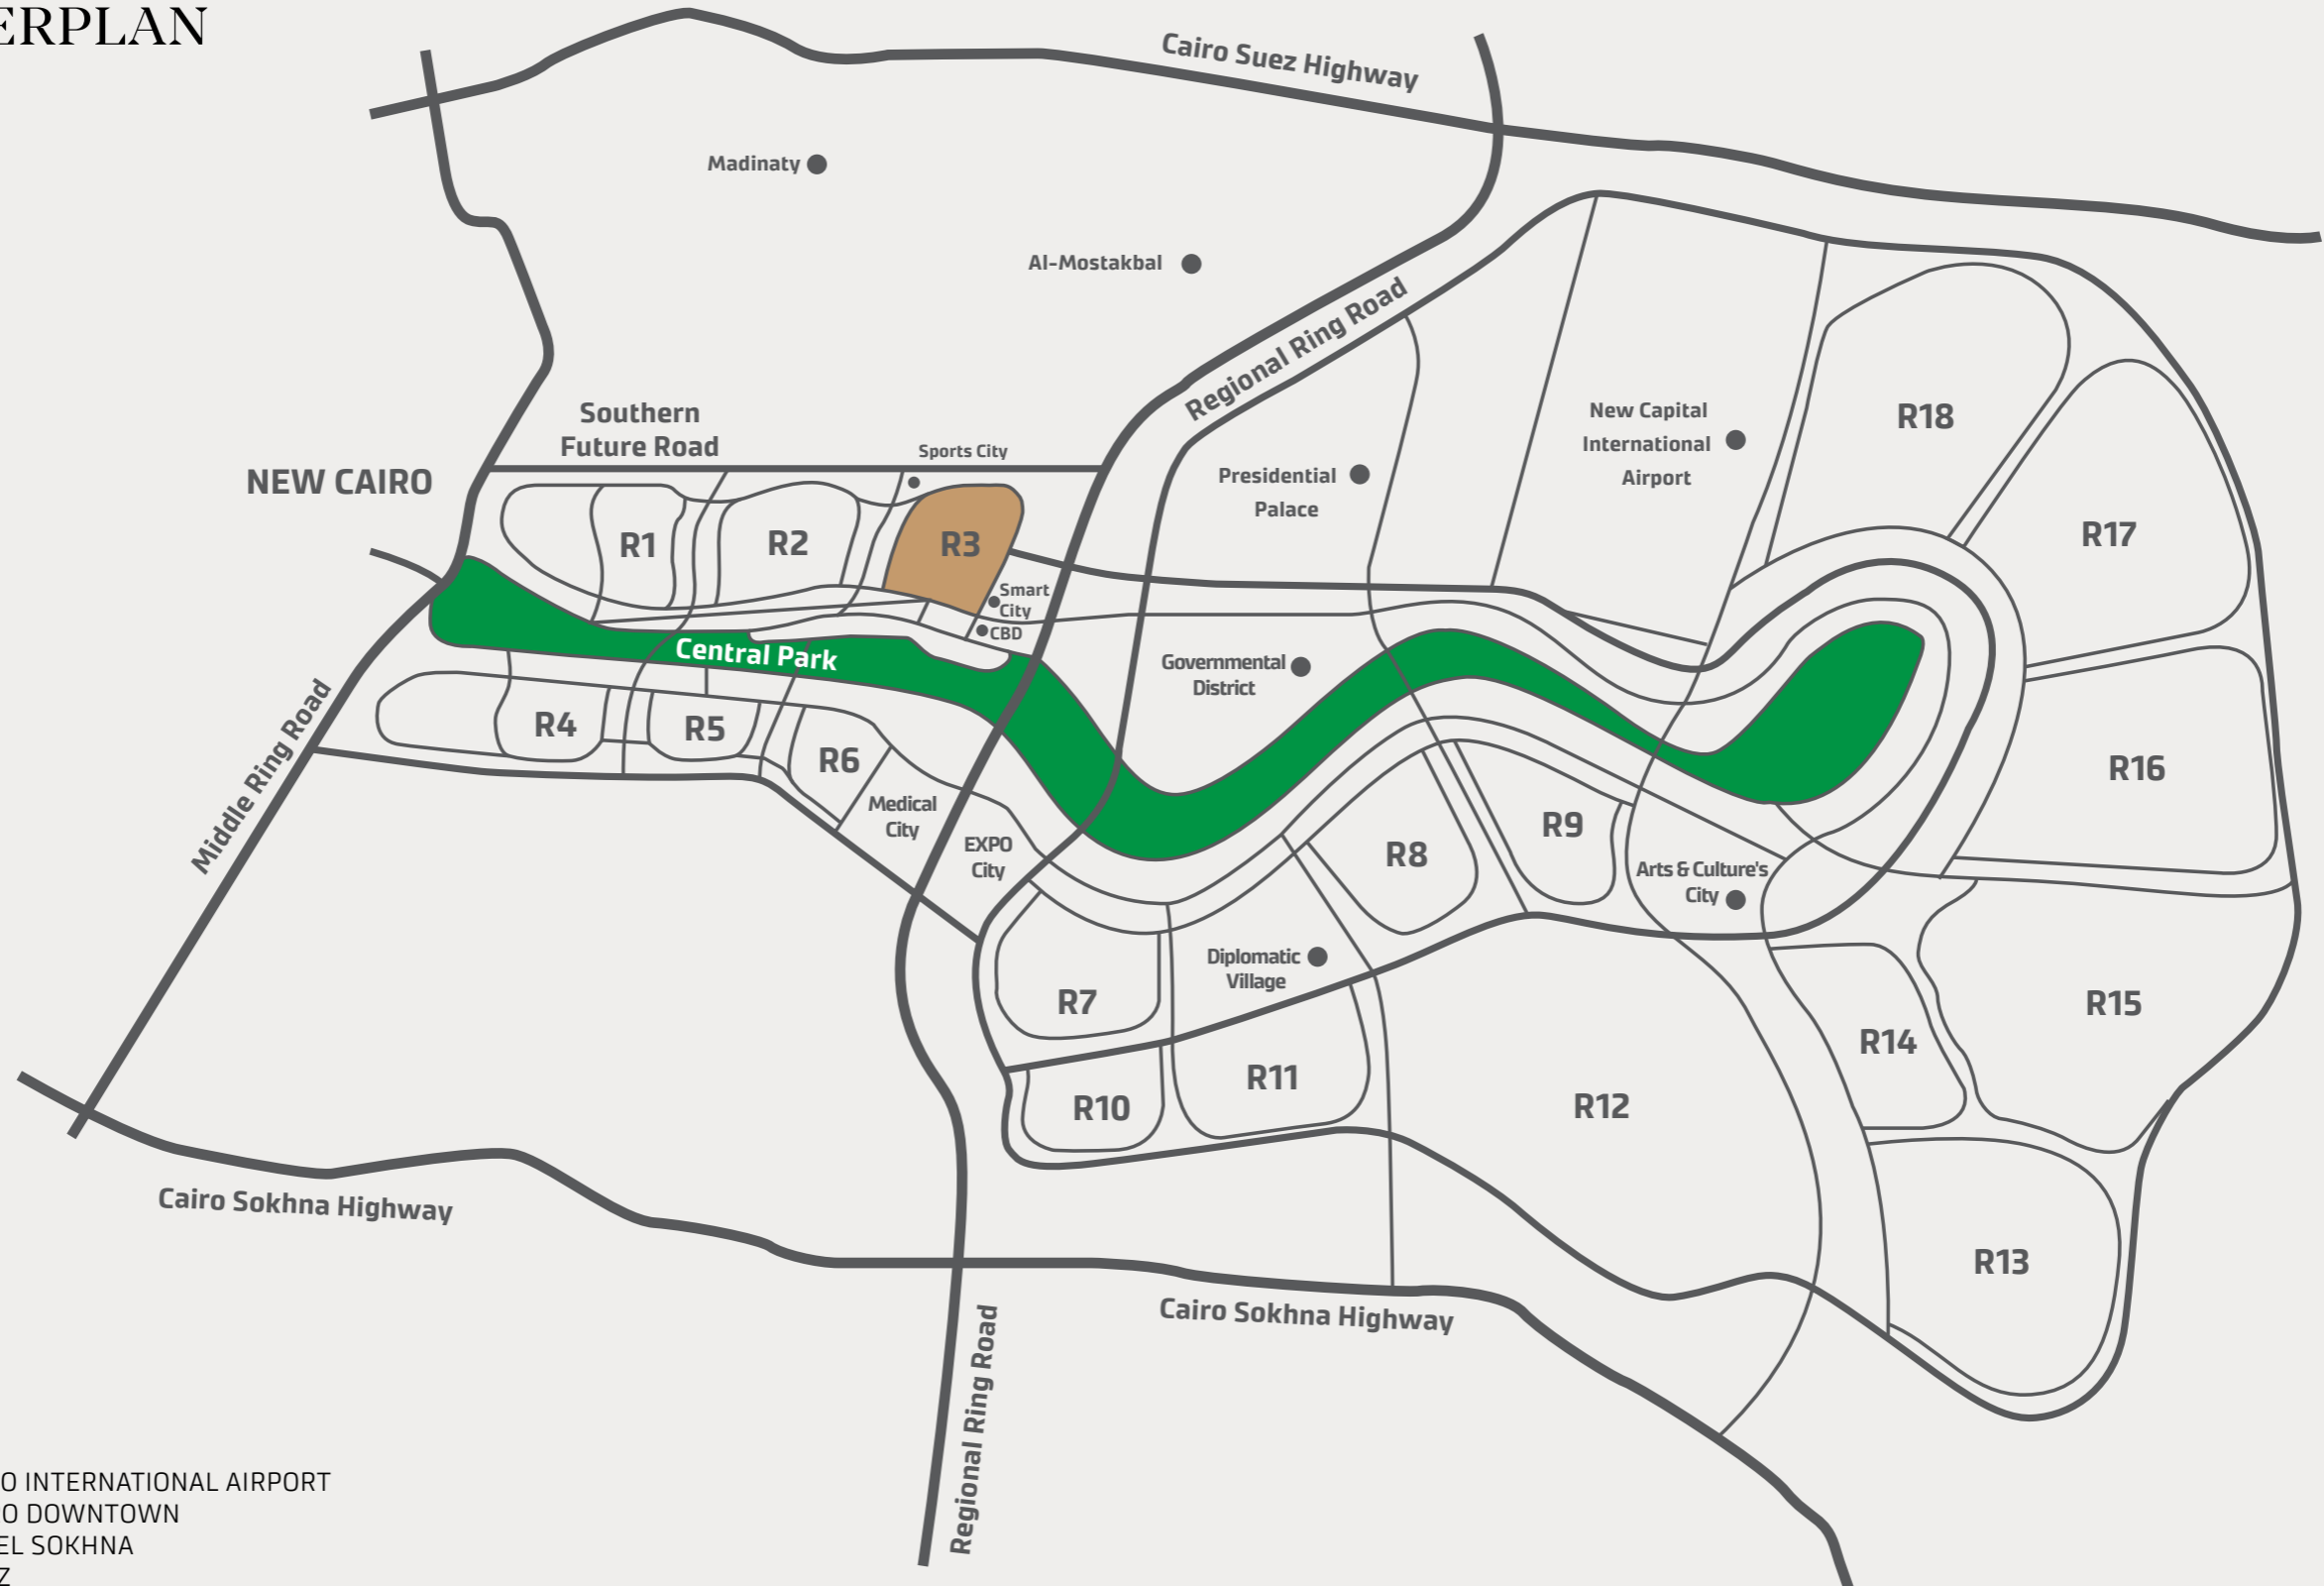 ERPLAN
Cairo Suez Highway
Madinaty
Al-Mostakbal
Regional Ring Road
Southern
Future Road
Sports City
NEW CAIRO
New Capital
International
Airport
Presidential
Palace
R18
R17
R1
R2
R3
Smart
City
CBD
Central Park
Governmental
District
Middle Ring Road
R4
R5
R6
Medical
City
EXPO
City
R16
R9
R8
Arts & Culture's
City
Diplomatic
Village
R7
R10
R11
R12
R14
R15
R13
Cairo Sokhna Highway
Cairo Sokhna Highway
Regional Ring Road
O INTERNATIONAL AIRPORT
O DOWNTOWN
EL SOKHNA
Z